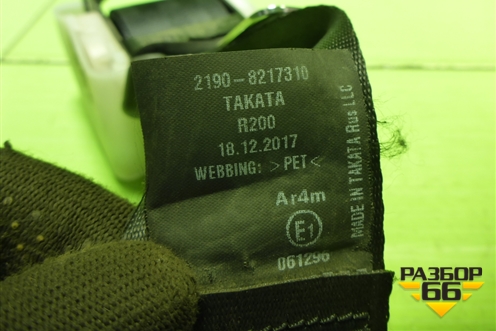 2190-8217310
TAKATA
R200
18.12.2017
WEBBING: >PET<
Ar4m
E1
061296
MADE IN TAKATA Rus LLC
РАЗБОР
66